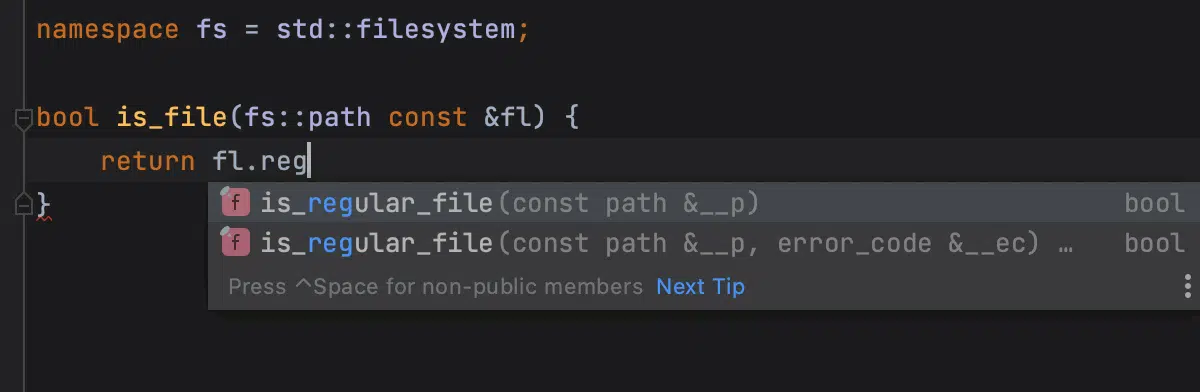 namespace fs = std::filesystem;
bool is_file(fs::path const &fl) {
return fl.reg
}
f is_regular_file(const path &__p) bool
f is_regular_file(const path &__p, error_code &__ec) … bool
Press ^Space for non-public members Next Tip